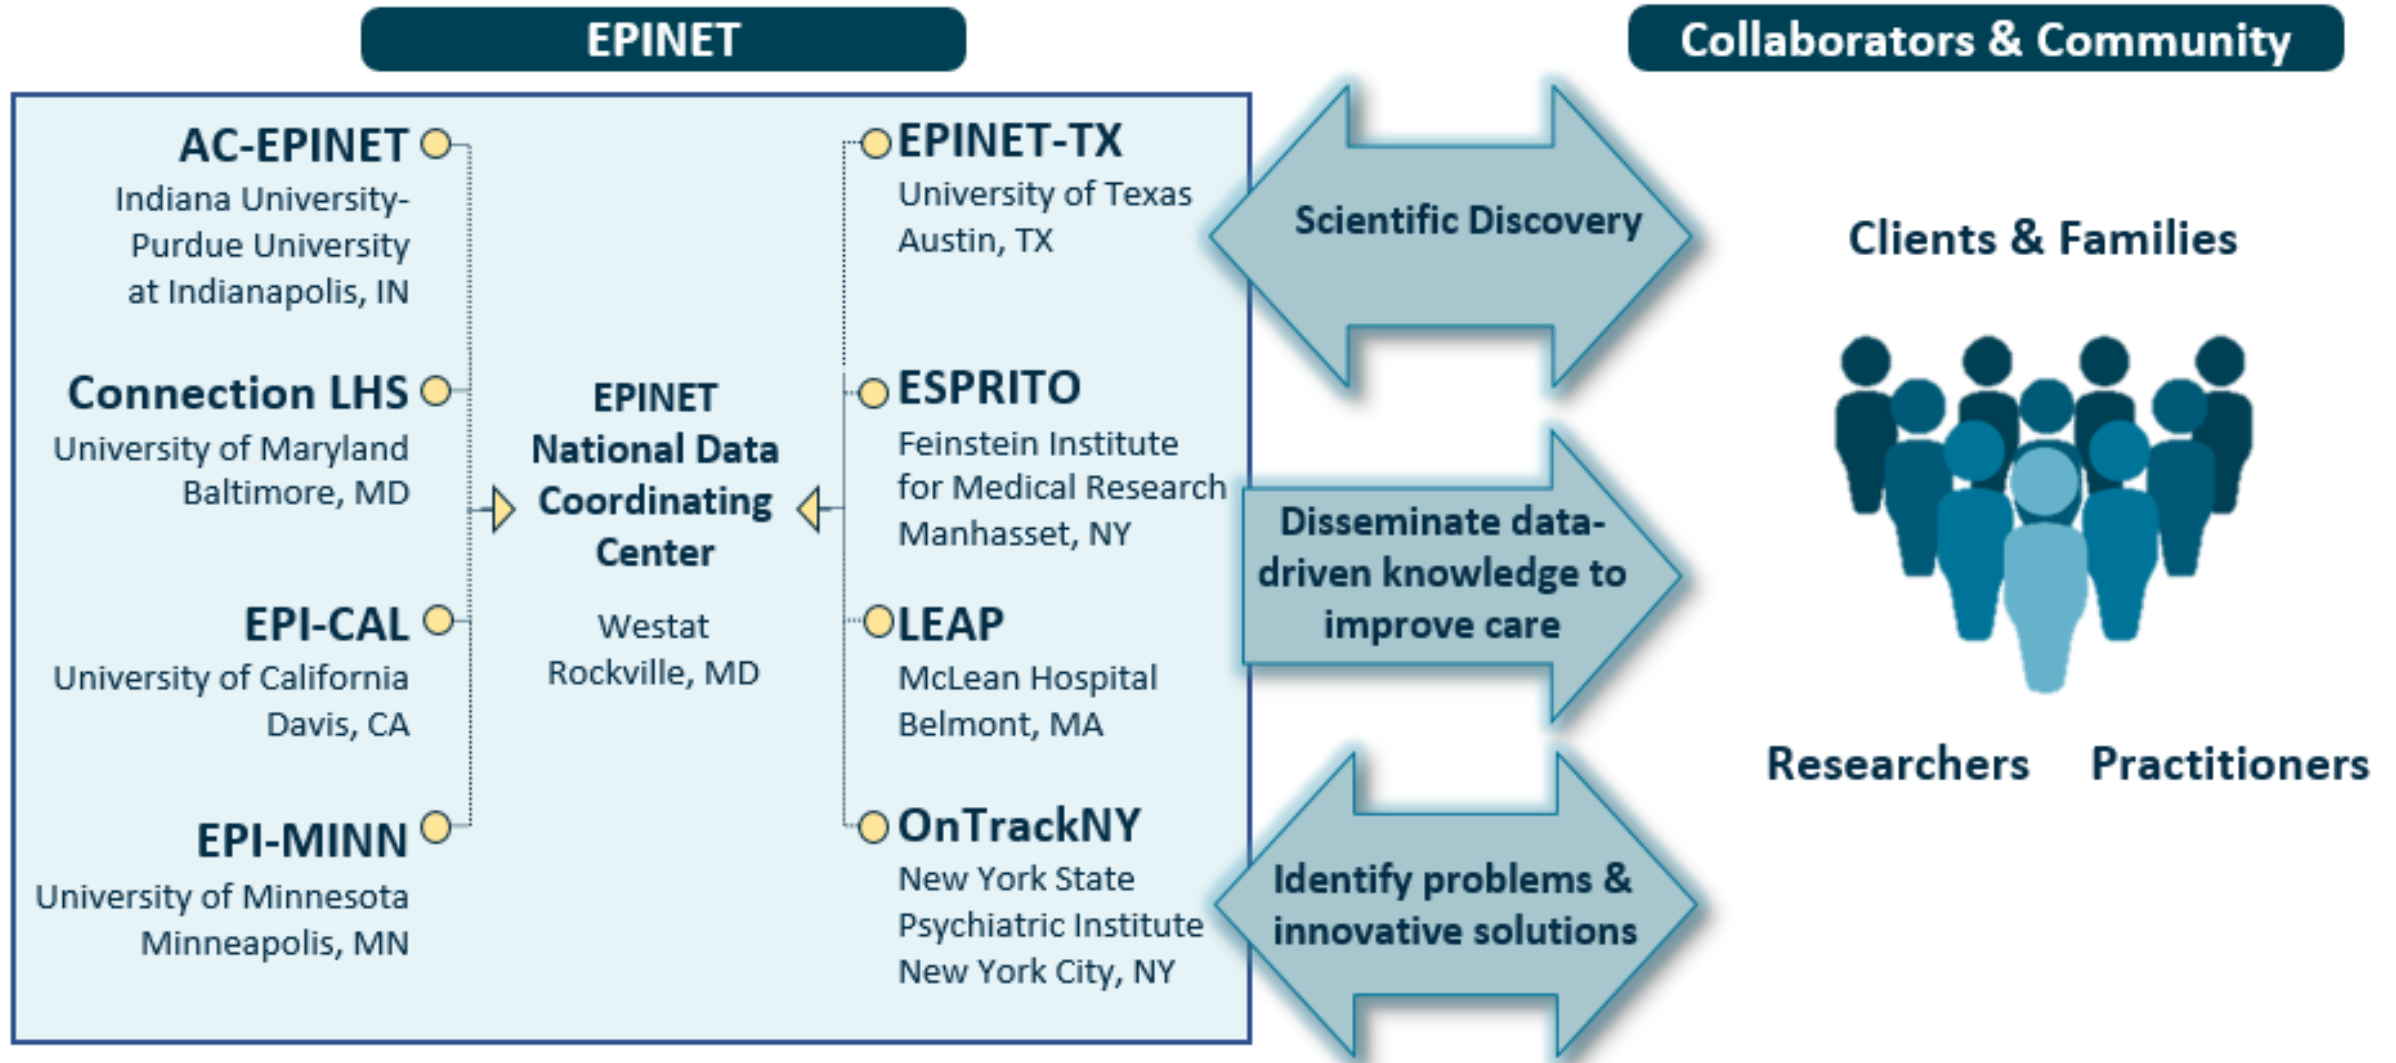 EPINET
Collaborators & Community
AC-EPINET
Indiana University-
Purdue University
at Indianapolis, IN
Connection LHS
University of Maryland
Baltimore, MD
EPI-CAL
University of California
Davis, CA
EPI-MINN
University of Minnesota
Minneapolis, MN
EPINET
National Data
Coordinating
Center
Westat
Rockville, MD
EPINET-TX
University of Texas
Austin, TX
ESPRITO
Feinstein Institute
for Medical Research
Manhasset, NY
LEAP
McLean Hospital
Belmont, MA
OnTrackNY
New York State
Psychiatric Institute
New York City, NY
Scientific Discovery
Disseminate data-
driven knowledge to
improve care
Identify problems &
innovative solutions
Clients & Families
Researchers
Practitioners